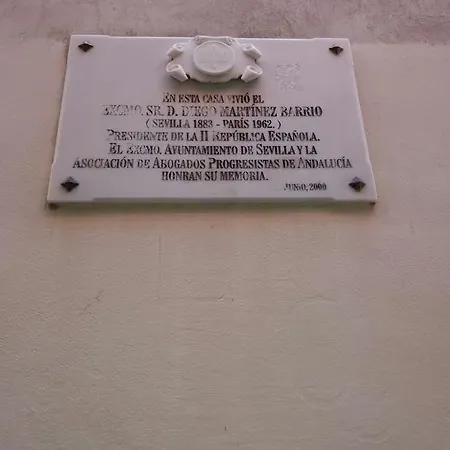 EN ESTA CASA VIVIÓ EL
EXCMO. SR. D. DIEGO MARTÍNEZ BARRIO
( SEVILLA 1883 - PARÍS 1962. )
PRESIDENTE DE LA II REPÚBLICA ESPAÑOLA.
EL EXCMO. AYUNTAMIENTO DE SEVILLA Y LA
ASOCIACIÓN DE ABOGADOS PROGRESISTAS DE ANDALUCÍA
HONRAN SU MEMORIA.
JUNIO, 2000